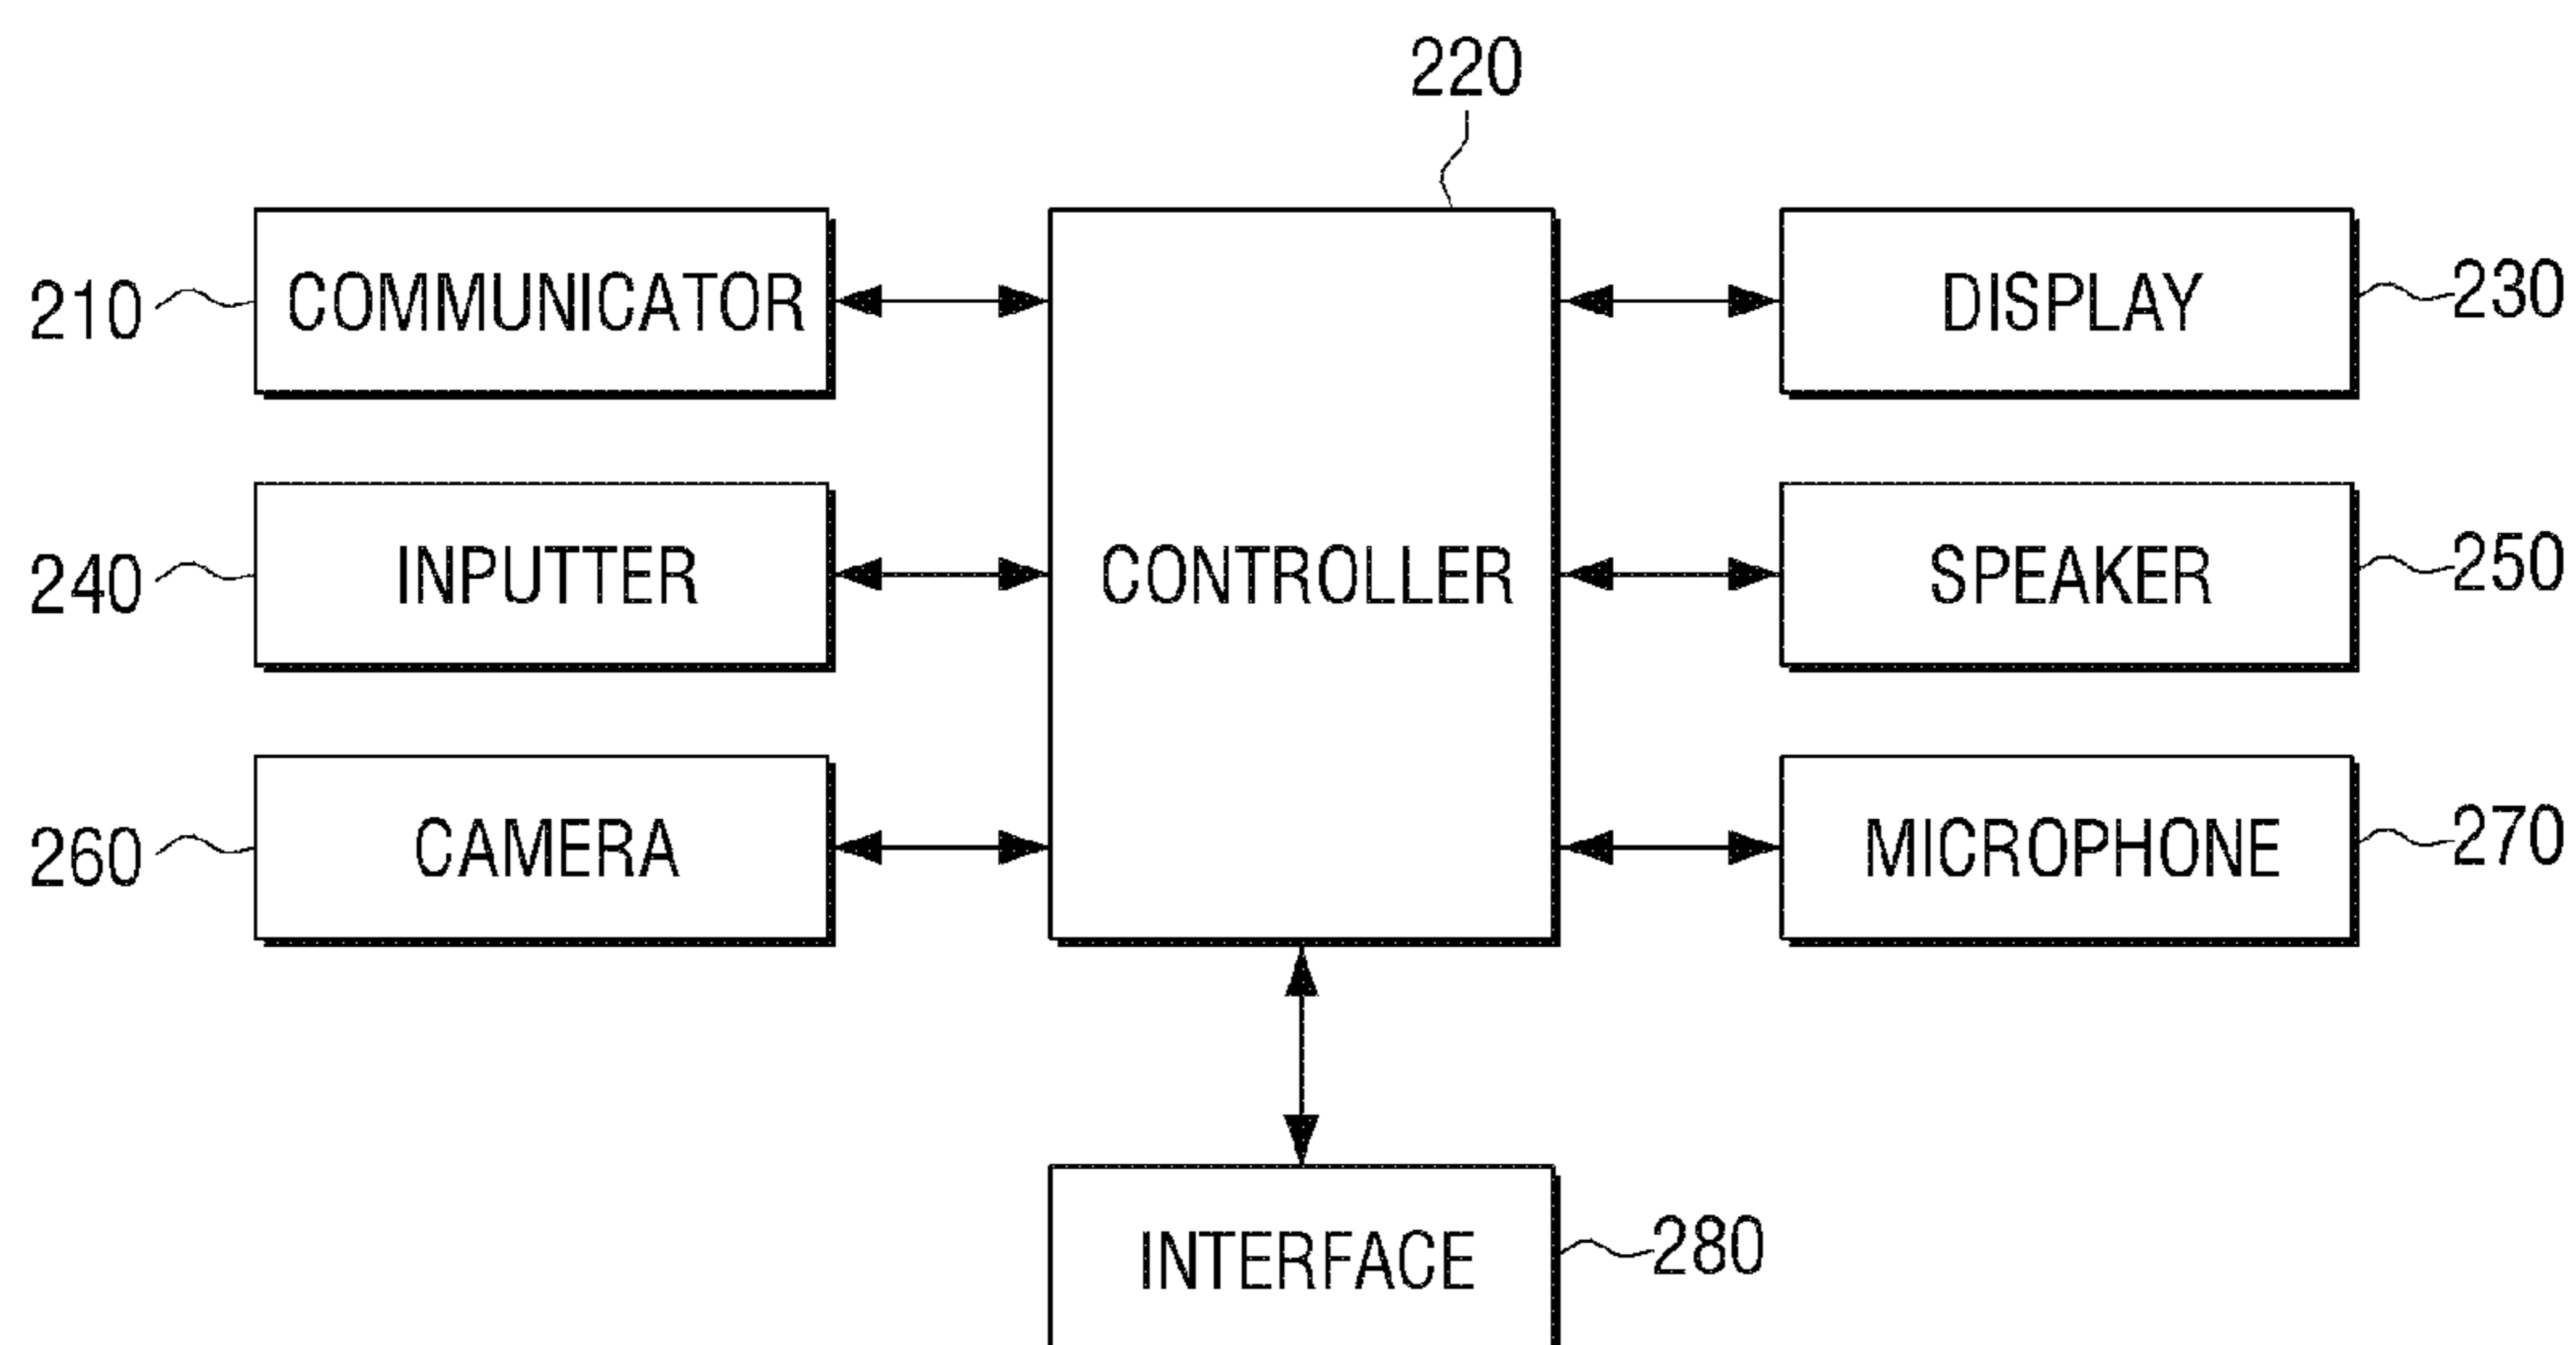 220
210 COMMUNICATOR DISPLAY 230
240 INPUTTER CONTROLLER SPEAKER 250
260 CAMERA MICROPHONE 270
INTERFACE 280